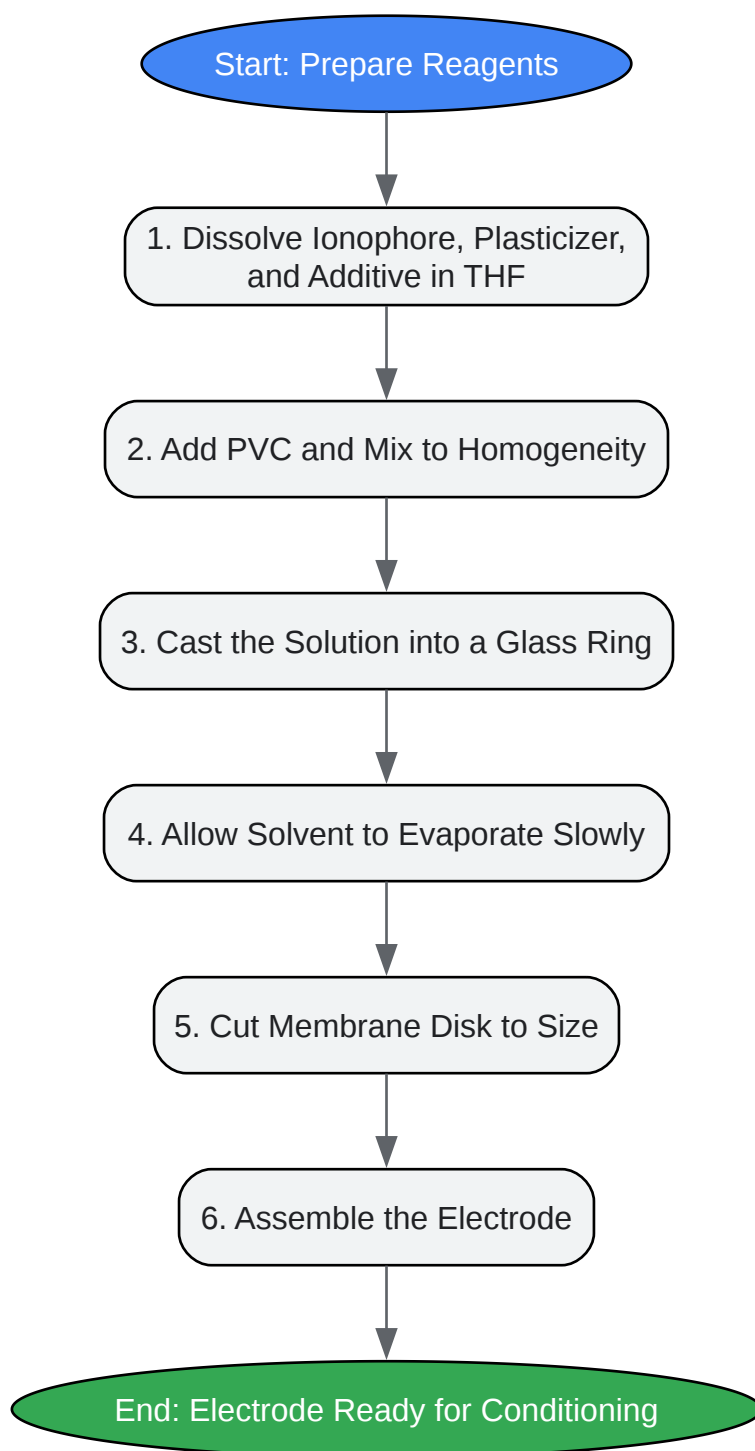 Start: Prepare Reagents
1. Dissolve Ionophore, Plasticizer,
and Additive in THF
2. Add PVC and Mix to Homogeneity
3. Cast the Solution into a Glass Ring
4. Allow Solvent to Evaporate Slowly
5. Cut Membrane Disk to Size
6. Assemble the Electrode
End: Electrode Ready for Conditioning